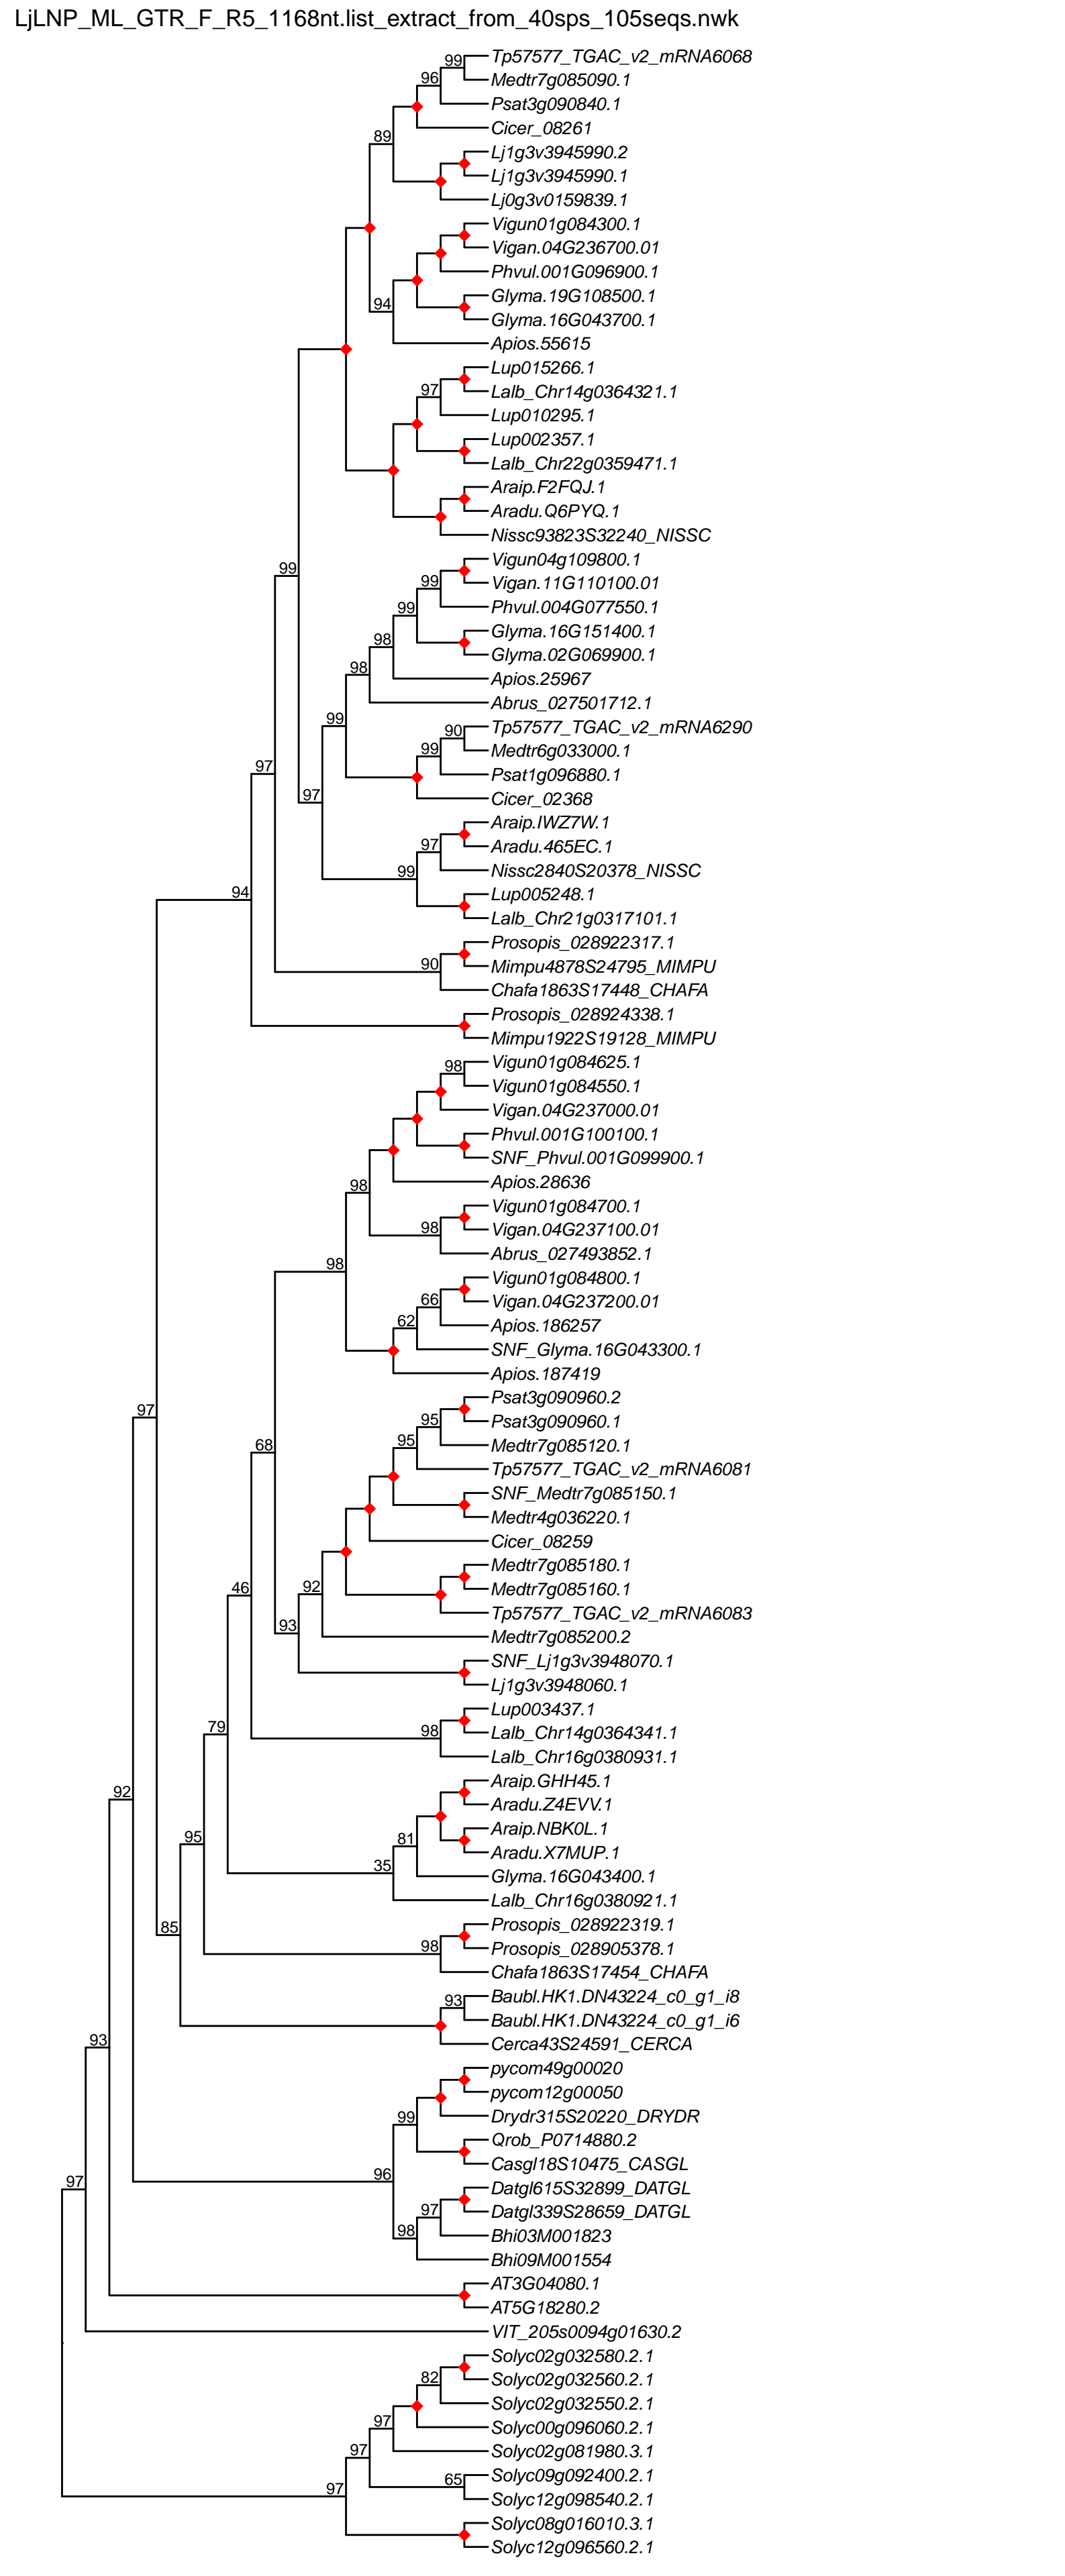 LjLNP_ML_GTR_F_R5_1168nt.list_extract_from_40sps_105seqs.nwk
99 Tp57577_TGAC_v2_mRNA6068
96 Medtr7g085090.1
Psat3g090840.1
Cicer_08261
89
Lj1g3v3945990.2
Lj1g3v3945990.1
Lj0g3v0159839.1
Vigun01g084300.1
Vigan.04G236700.01
Phvul.001G096900.1
Glyma.19G108500.1
94
Glyma.16G043700.1
Apios.55615
Lup015266.1
97 Lalb_Chr14g0364321.1
Lup010295.1
Lup002357.1
Lalb_Chr22g0359471.1
Araip.F2FQJ.1
Aradu.Q6PYQ.1
Nissc93823S32240_NISSC
Vigun04g109800.1
99
99 Vigan.11G110100.01
Phvul.004G077550.1
99
Glyma.16G151400.1
98
Glyma.02G069900.1
98
Apios.25967
Abrus_027501712.1
99
90 Tp57577_TGAC_v2_mRNA6290
99 Medtr6g033000.1
97
Psat1g096880.1
97
Cicer_02368
Araip.IWZ7W.1
97 Aradu.465EC.1
99
Nissc2840S20378_NISSC
94
Lup005248.1
Lalb_Chr21g0317101.1
Prosopis_028922317.1
90 Mimpu4878S24795_MIMPU
Chafa1863S17448_CHAFA
Prosopis_028924338.1
Mimpu1922S19128_MIMPU
98 Vigun01g084625.1
Vigun01g084550.1
Vigan.04G237000.01
Phvul.001G100100.1
SNF_Phvul.001G099900.1
Apios.28636
98
Vigun01g084700.1
98 Vigan.04G237100.01
Abrus_027493852.1
98
Vigun01g084800.1
66 Vigan.04G237200.01
62
Apios.186257
SNF_Glyma.16G043300.1
Apios.187419
Psat3g090960.2
97
95 Psat3g090960.1
95
Medtr7g085120.1
68
Tp57577_TGAC_v2_mRNA6081
SNF_Medtr7g085150.1
Medtr4g036220.1
Cicer_08259
Medtr7g085180.1
46
92
Medtr7g085160.1
Tp57577_TGAC_v2_mRNA6083
93
Medtr7g085200.2
SNF_Lj1g3v3948070.1
Lj1g3v3948060.1
Lup003437.1
79
98 Lalb_Chr14g0364341.1
Lalb_Chr16g0380931.1
Araip.GHH45.1
92
Aradu.Z4EVV.1
Araip.NBK0L.1
95
81
Aradu.X7MUP.1
35
Glyma.16G043400.1
Lalb_Chr16g0380921.1
Prosopis_028922319.1
85
98 Prosopis_028905378.1
Chafa1863S17454_CHAFA
93 Baubl.HK1.DN43224_c0_g1_i8
Baubl.HK1.DN43224_c0_g1_i6
93
Cerca43S24591_CERCA
pycom49g00020
pycom12g00050
99
Drydr315S20220_DRYDR
Qrob_P0714880.2
Casgl18S10475_CASGL
96
97
Datgl615S32899_DATGL
97 Datgl339S28659_DATGL
98
Bhi03M001823
Bhi09M001554
AT3G04080.1
AT5G18280.2
VIT_205s0094g01630.2
Solyc02g032580.2.1
82 Solyc02g032560.2.1
Solyc02g032550.2.1
97
Solyc00g096060.2.1
97
Solyc02g081980.3.1
65 Solyc09g092400.2.1
97
Solyc12g098540.2.1
Solyc08g016010.3.1
Solyc12g096560.2.1